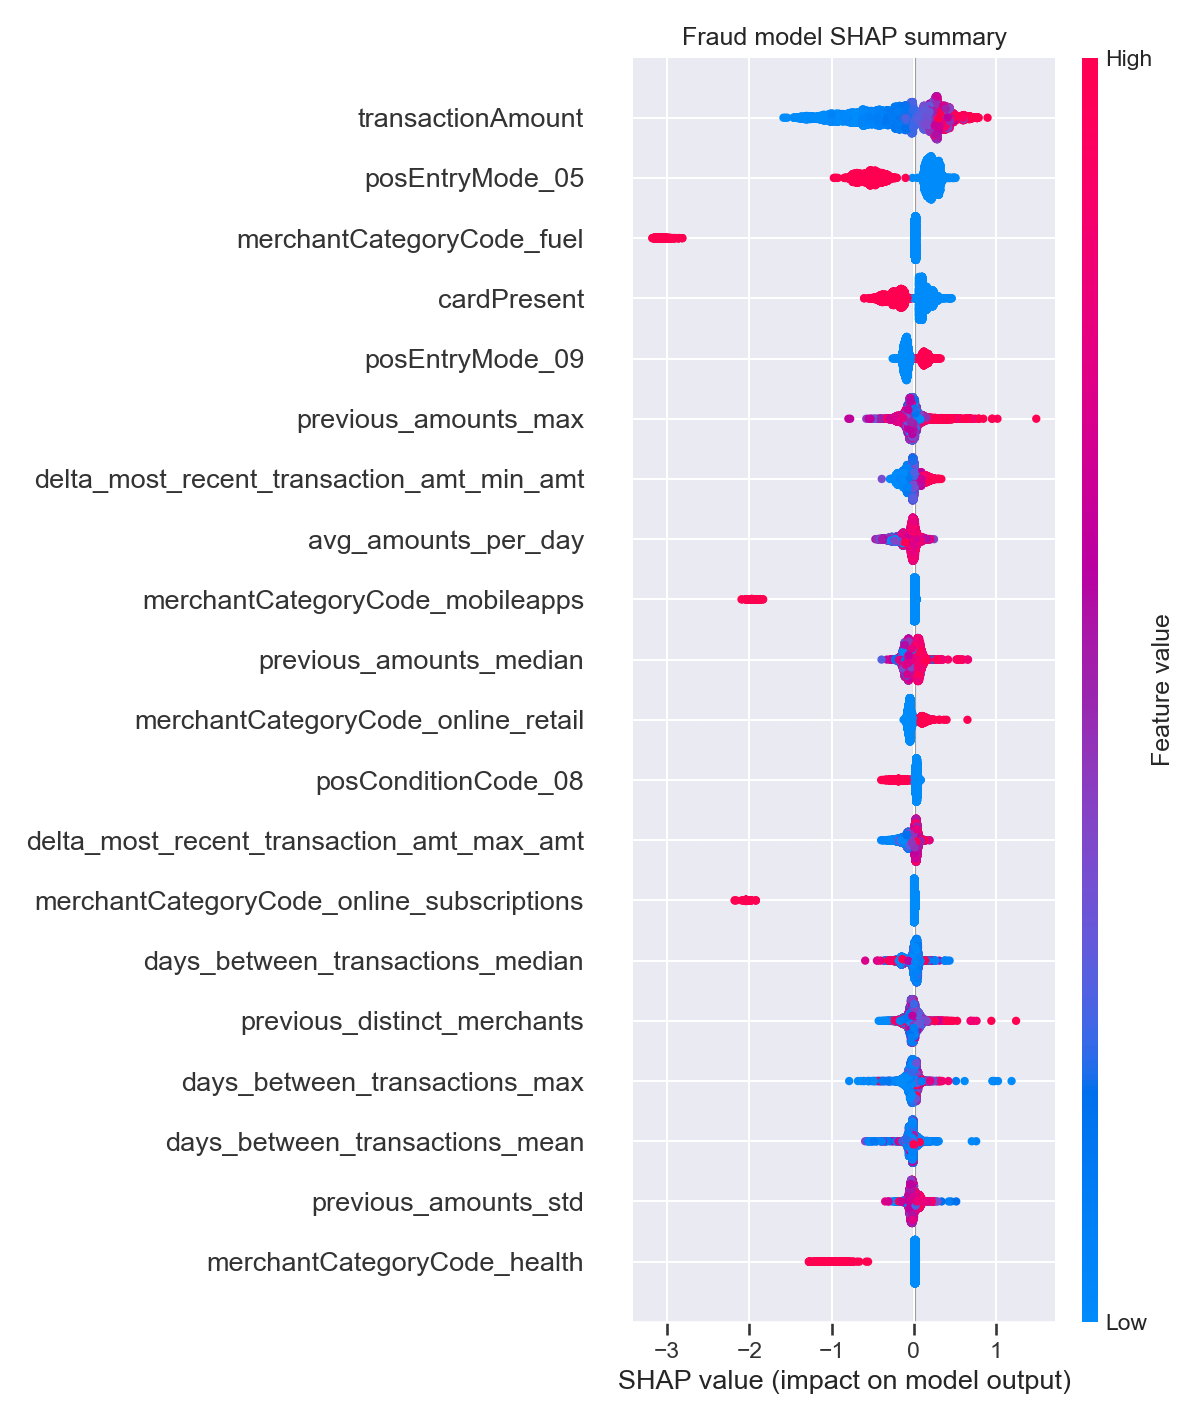 Fraud model SHAP summary
High
transactionAmount
posEntryMode_05
merchantCategoryCode_fuel
cardPresent
posEntryMode_09
previous_amounts_max
delta_most_recent_transaction_amt_min_amt
avg_amounts_per_day
merchantCategoryCode_mobileapps
previous_amounts_median
merchantCategoryCode_online_retail
posConditionCode_08
delta_most_recent_transaction_amt_max_amt
merchantCategoryCode_online_subscriptions
days_between_transactions_median
previous_distinct_merchants
days_between_transactions_max
days_between_transactions_mean
previous_amounts_std
merchantCategoryCode_health
Feature value
Low
−3 −2 −1 0 1
SHAP value (impact on model output)